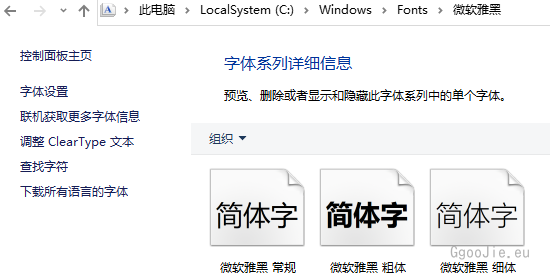 此电脑 > LocalSystem (C:) > Windows > Fonts > 微软雅黑
控制面板主页
字体设置
联机获取更多字体信息
调整 ClearType 文本
查找字符
下载所有语言的字体
字体系列详细信息
预览、删除或者显示和隐藏此字体系列中的单个字体。
组织
简体字
简体字
简体字
微软雅黑 常规
微软雅黑 粗体
微软雅黑 细体
GgooJie.eu